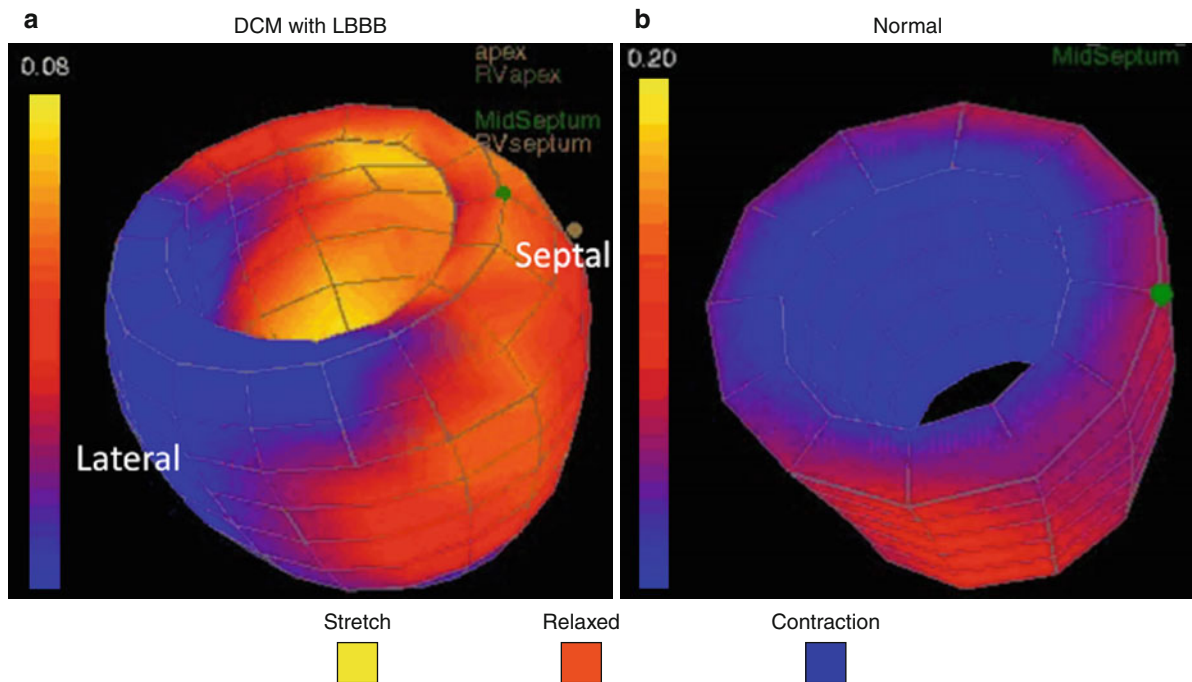 a
DCM with LBBB
b
Normal
0.08
apex
RVapex
MidSeptum
RVseptum
Septal
Lateral
0.20
MidSeptum
Stretch
Relaxed
Contraction